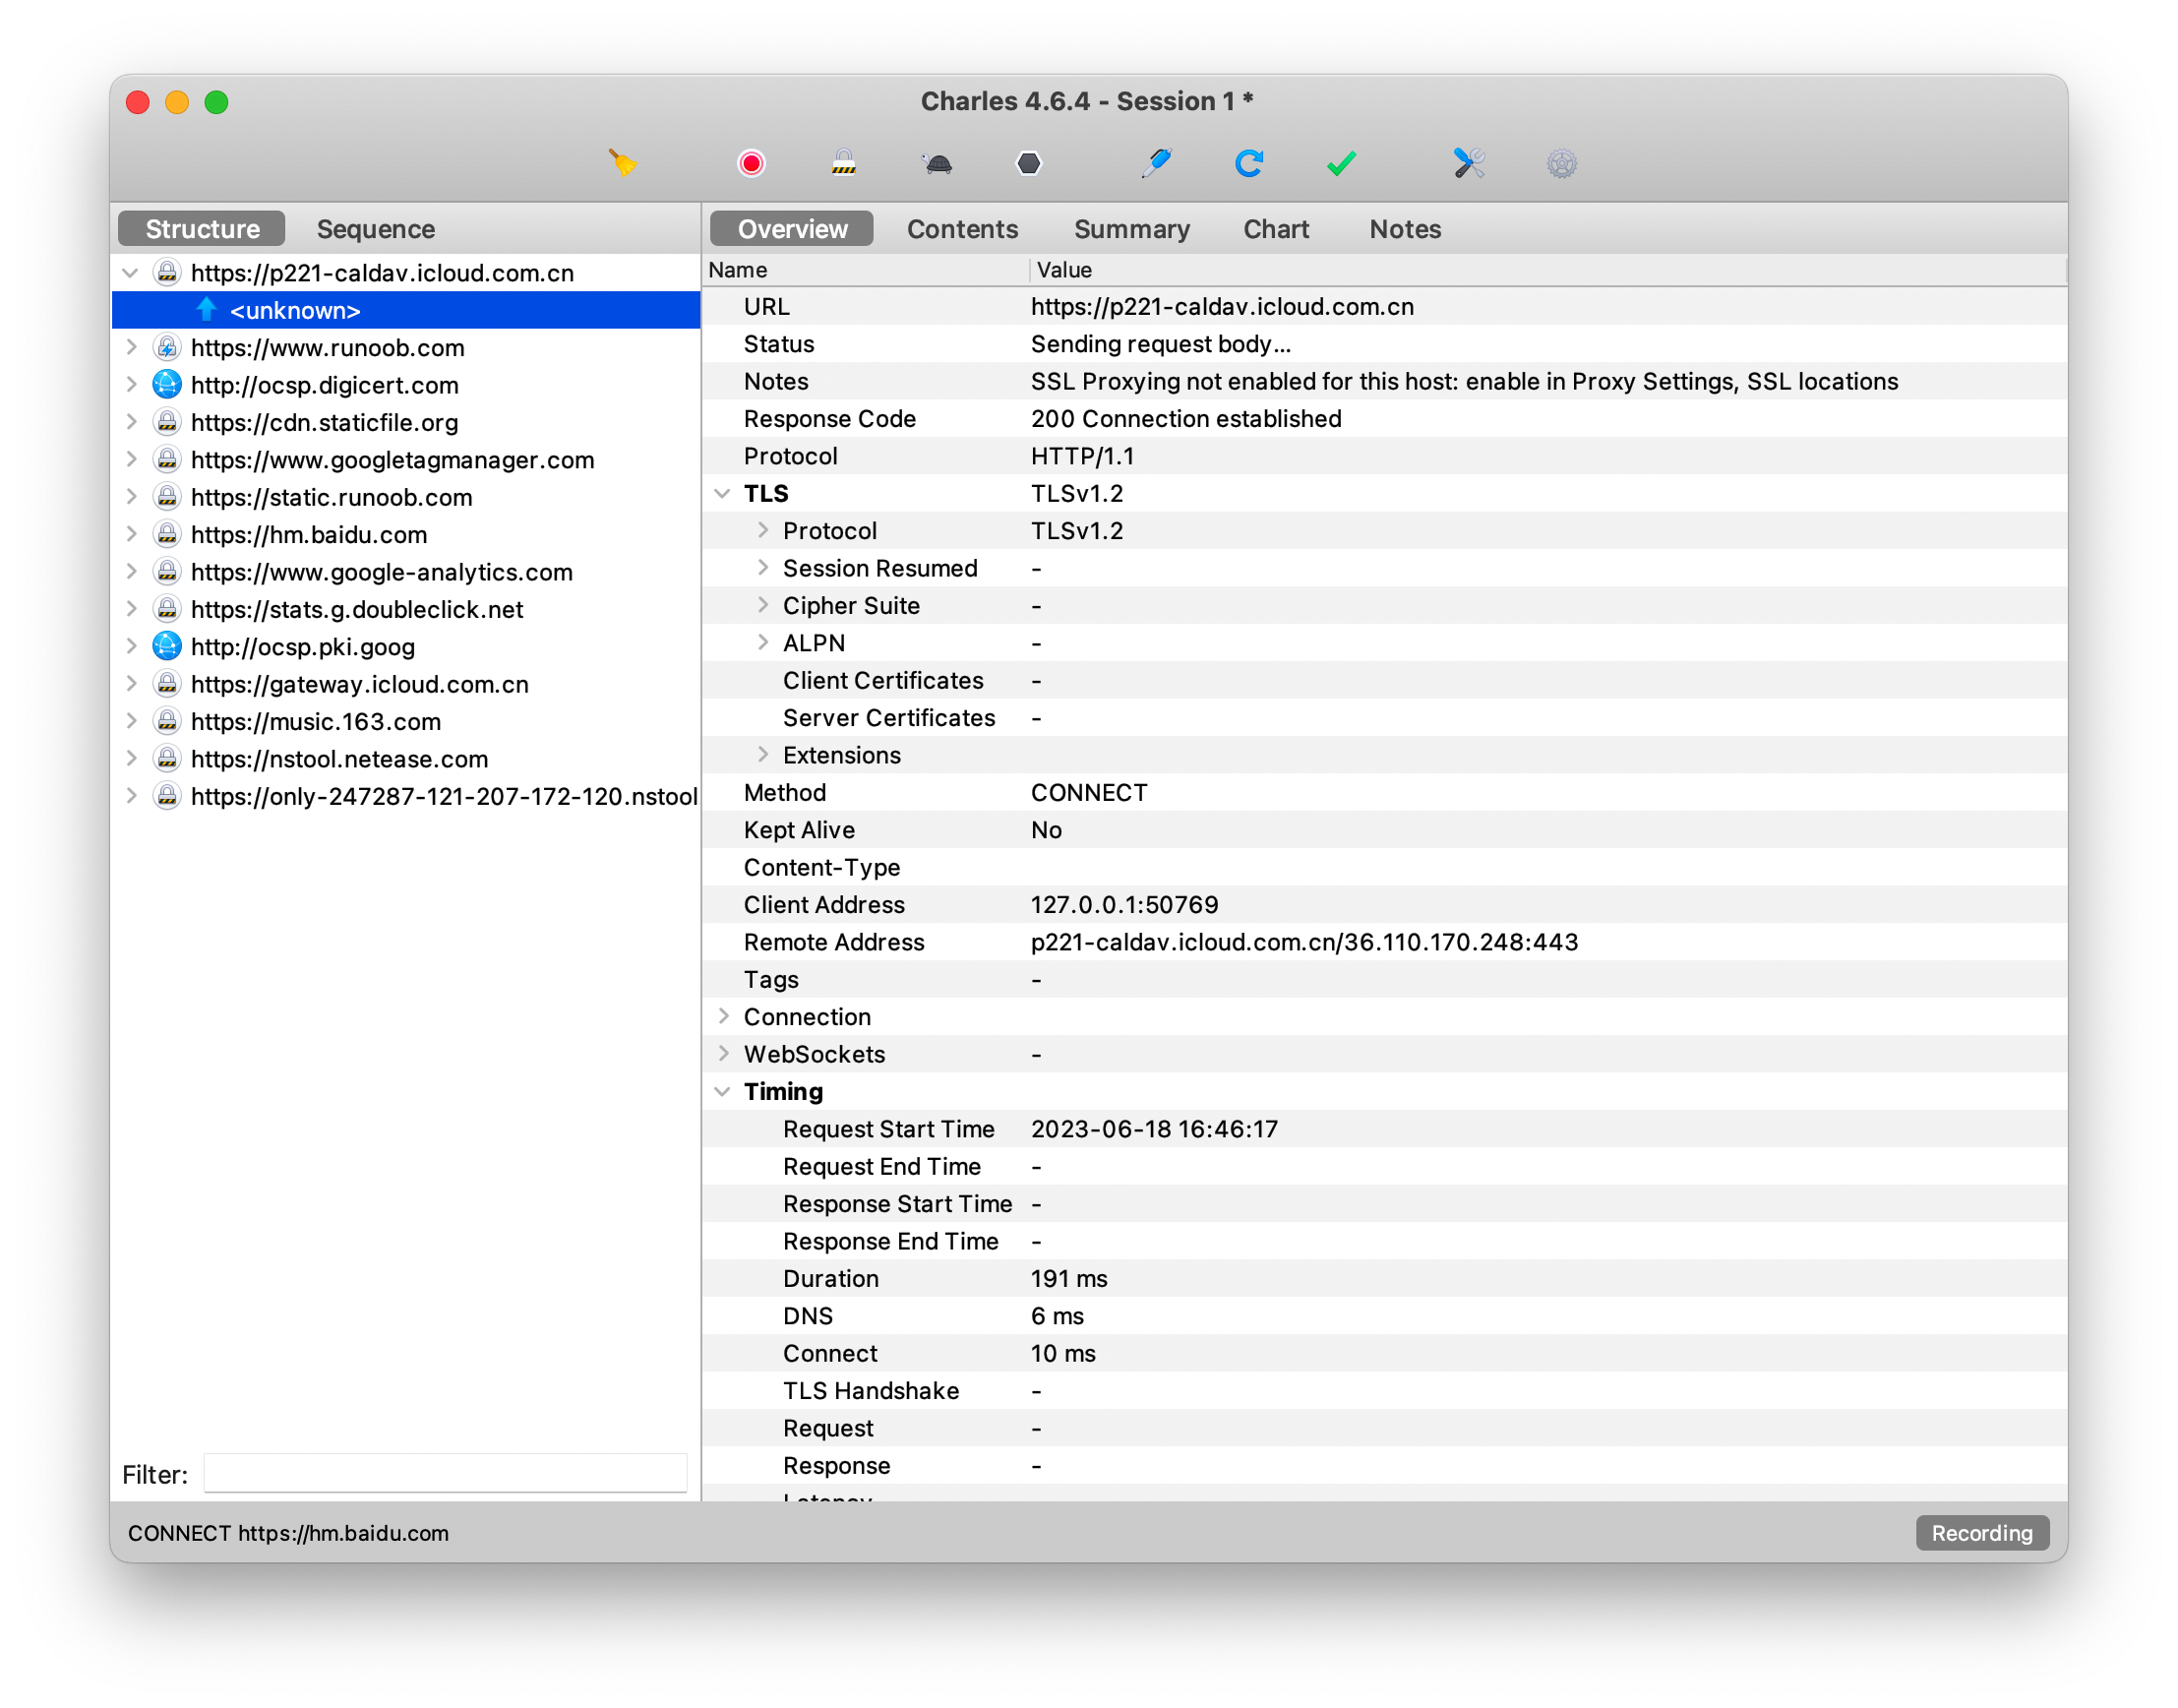 Charles 4.6.4 - Session 1 *
Structure
Sequence
https://p221-caldav.icloud.com.cn
<unknown>
https://www.runoob.com
http://ocsp.digicert.com
https://cdn.staticfile.org
https://www.googletagmanager.com
https://static.runoob.com
https://hm.baidu.com
https://www.google-analytics.com
https://stats.g.doubleclick.net
http://ocsp.pki.goog
https://gateway.icloud.com.cn
https://music.163.com
https://nstool.netease.com
https://only-247287-121-207-172-120.nstool
Filter:
Overview
Contents
Summary
Chart
Notes
Name Value
URL https://p221-caldav.icloud.com.cn
Status Sending request body...
Notes SSL Proxying not enabled for this host: enable in Proxy Settings, SSL locations
Response Code 200 Connection established
Protocol HTTP/1.1
TLS TLSv1.2
Protocol TLSv1.2
Session Resumed -
Cipher Suite -
ALPN -
Client Certificates -
Server Certificates -
Extensions
Method CONNECT
Kept Alive No
Content-Type
Client Address 127.0.0.1:50769
Remote Address p221-caldav.icloud.com.cn/36.110.170.248:443
Tags -
Connection
WebSockets -
Timing
Request Start Time 2023-06-18 16:46:17
Request End Time -
Response Start Time -
Response End Time -
Duration 191 ms
DNS 6 ms
Connect 10 ms
TLS Handshake -
Request -
Response -
Latency
CONNECT https://hm.baidu.com
Recording